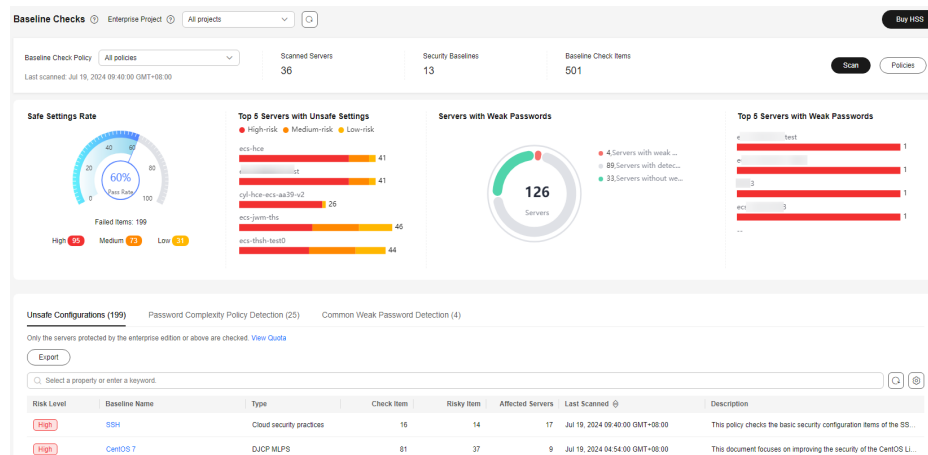 Baseline Checks ? Enterprise Project ? All projects Buy HSS
Baseline Check Policy All policies
Last scanned: Jul 19, 2024 09:40:00 GMT+08:00
Scanned Servers
36
Security Baselines
13
Baseline Check Items
501
Scan Policies
Safe Settings Rate
0 20 40 60 80 100
60%
Pass Rate
Failed Items: 199
High 95 Medium 73 Low 31
Top 5 Servers with Unsafe Settings
High-risk Medium-risk Low-risk
ecs-hce
41
st
41
cyl-hce-ecs-aa39-v2
26
ecs-jwm-ths
46
ecs-thsh-test0
44
Servers with Weak Passwords
126
Servers
4,Servers with weak ...
89,Servers with detec...
33,Servers without we...
Top 5 Servers with Weak Passwords
e test
1
e
1
3
1
ecs 3
1
...
Unsafe Configurations (199) Password Complexity Policy Detection (25) Common Weak Password Detection (4)
Only the servers protected by the enterprise edition or above are checked. View Quota
Export
Select a property or enter a keyword.
Risk Level Baseline Name Type Check Item Risky Item Affected Servers Last Scanned Description
High SSH Cloud security practices 16 14 17 Jul 19, 2024 09:40:00 GMT+08:00 This policy checks the basic security configuration items of the SS...
High CentOS 7 DJCP MLPS 81 37 9 Jul 19, 2024 04:54:00 GMT+08:00 This document focuses on improving the security of the CentOS Li...